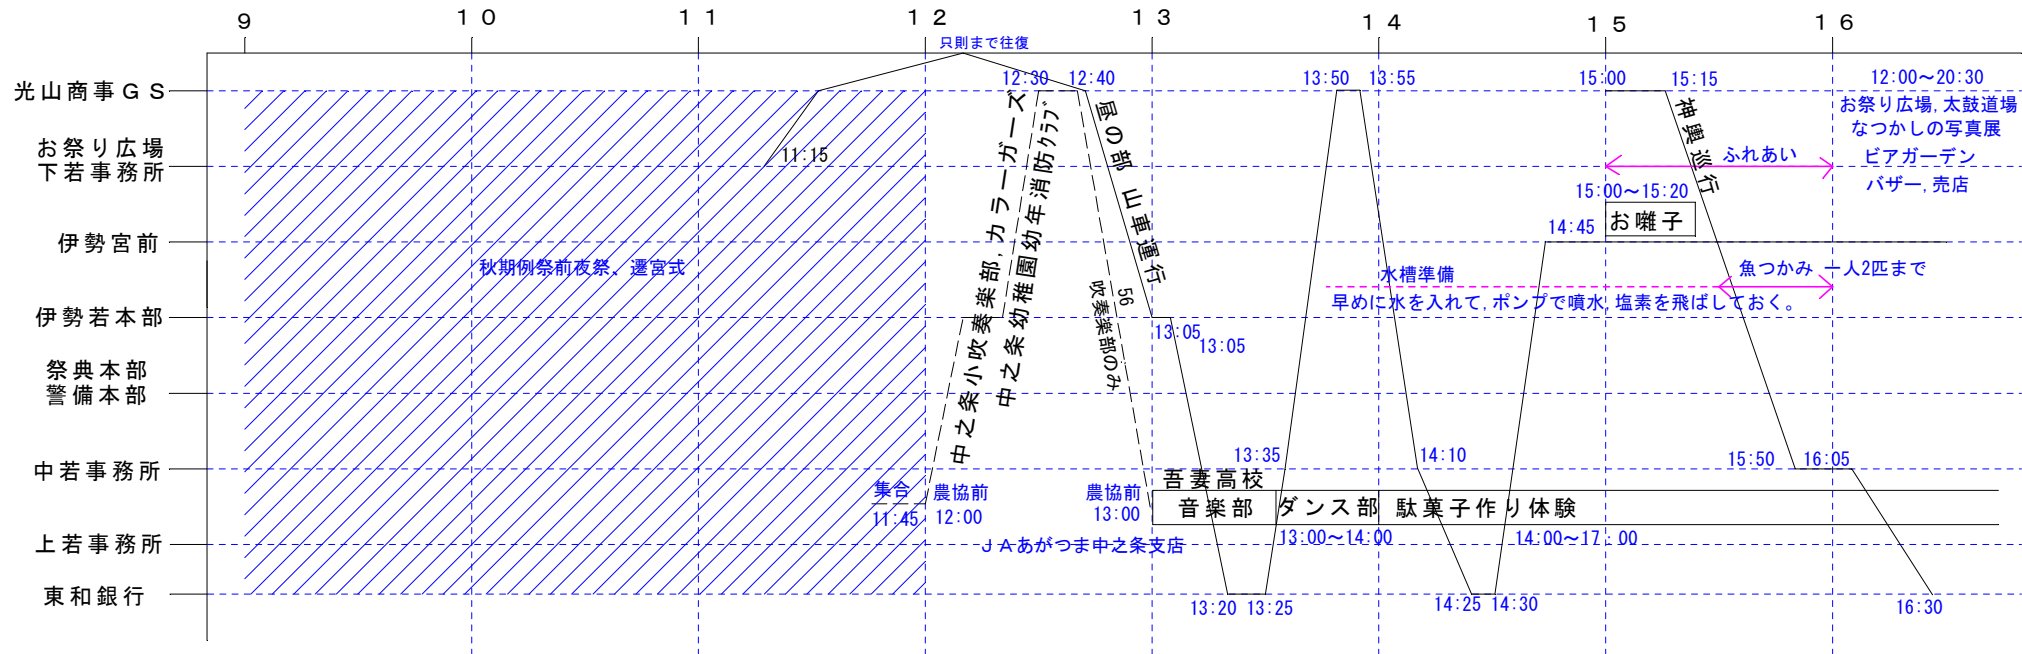 9
10
11
12
13
14
15
16
只則まで往復
光山商事GS
12:30
12:40
13:50
13:55
15:00
15:15
12:00～20:30
お祭り広場,太鼓道場
なつかしの写真展
お祭り広場
下若事務所
11:15
ふれあい
ビアガーデン
バザー,売店
15:00～15:20
お囃子
14:45
伊勢宮前
中之条小吹奏楽部,カラーガーズ
中之条幼稚園幼年消防クラブ
昼の部 山車運行
神輿巡行
秋期例祭前夜祭、遷宮式
水槽準備
魚つかみ 一人2匹まで
早めに水を入れて,ポンプで噴水,塩素を飛ばしておく。
56
吹奏楽部のみ
伊勢若本部
13:05
13:05
祭典本部
警備本部
中若事務所
13:35
14:10
15:50
16:05
集合
11:45
農協前
12:00
農協前
13:00
吾妻高校
音楽部
ダンス部
駄菓子作り体験
13:00～14:00
14:00～17:00
上若事務所
JAあがつま中之条支店
東和銀行
13:20
13:25
14:25
14:30
16:30